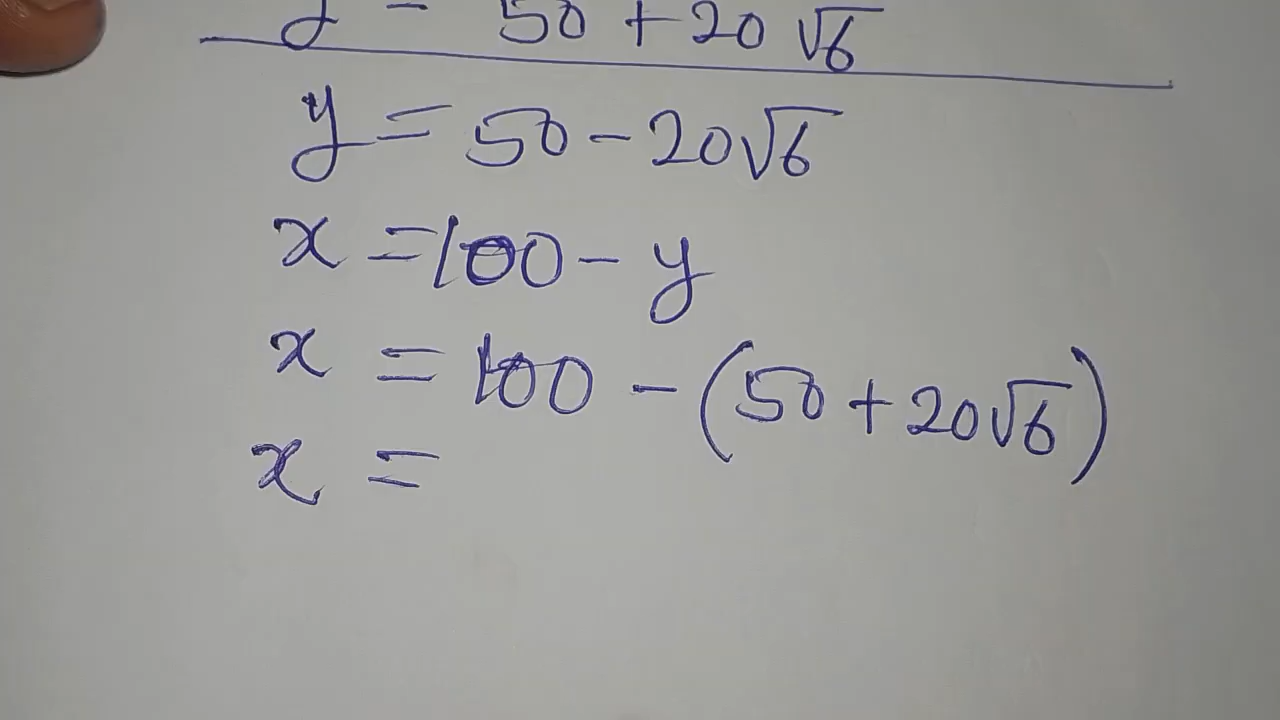 y = 50 + 20√6
y = 50 - 20√6
x = 100 - y
x = 100 - (50 + 20√6)
x =